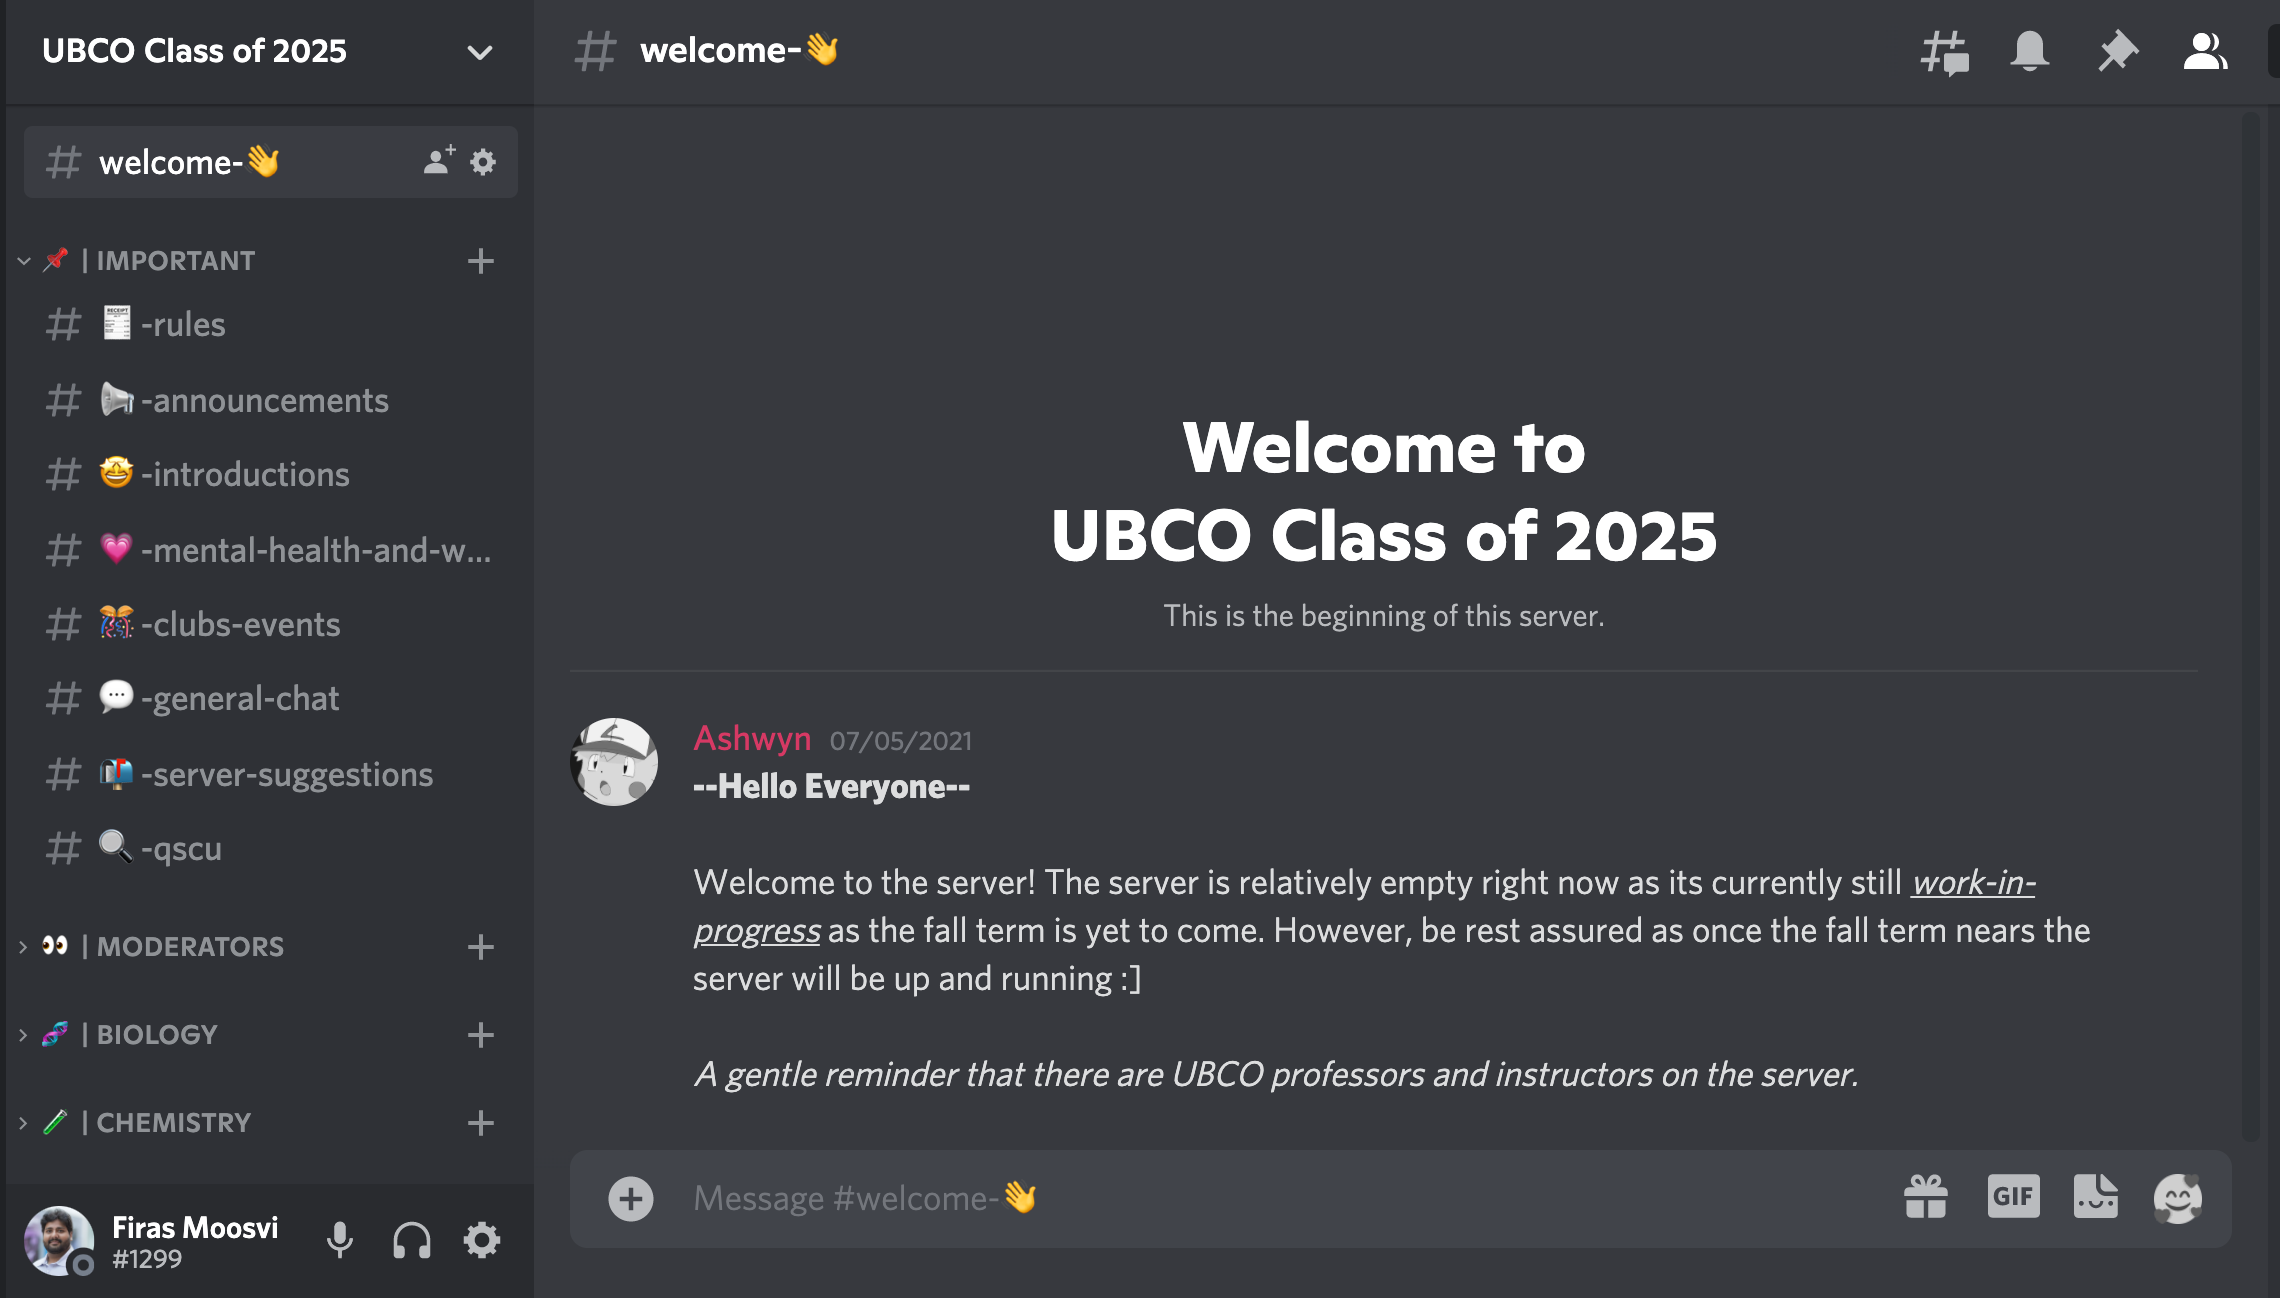 UBCO Class of 2025
# welcome-👋
# welcome-👋
📌 | IMPORTANT
# 🧾-rules
# 📢-announcements
# 🤩-introductions
# 💗-mental-health-and-w...
# 🎊-clubs-events
# 💬-general-chat
# 📬-server-suggestions
# 🔍-qscu
👀 | MODERATORS
🧬 | BIOLOGY
🧪 | CHEMISTRY
Firas Moosvi
#1299
Welcome to
UBCO Class of 2025
This is the beginning of this server.
Ashwyn 07/05/2021
--Hello Everyone--
Welcome to the server! The server is relatively empty right now as its currently still work-in-
progress as the fall term is yet to come. However, be rest assured as once the fall term nears the
server will be up and running :]
A gentle reminder that there are UBCO professors and instructors on the server.
Message #welcome-👋
GIF